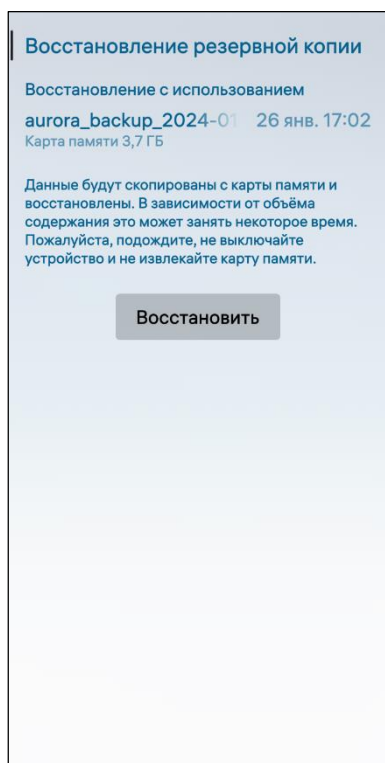 Восстановление резервной копии
Восстановление с использованием
aurora_backup_2024-01 26 янв. 17:02
Карта памяти 3,7 ГБ
Данные будут скопированы с карты памяти и
восстановлены. В зависимости от объёма
содержания это может занять некоторое время.
Пожалуйста, подождите, не выключайте
устройство и не извлекайте карту памяти.
Восстановить